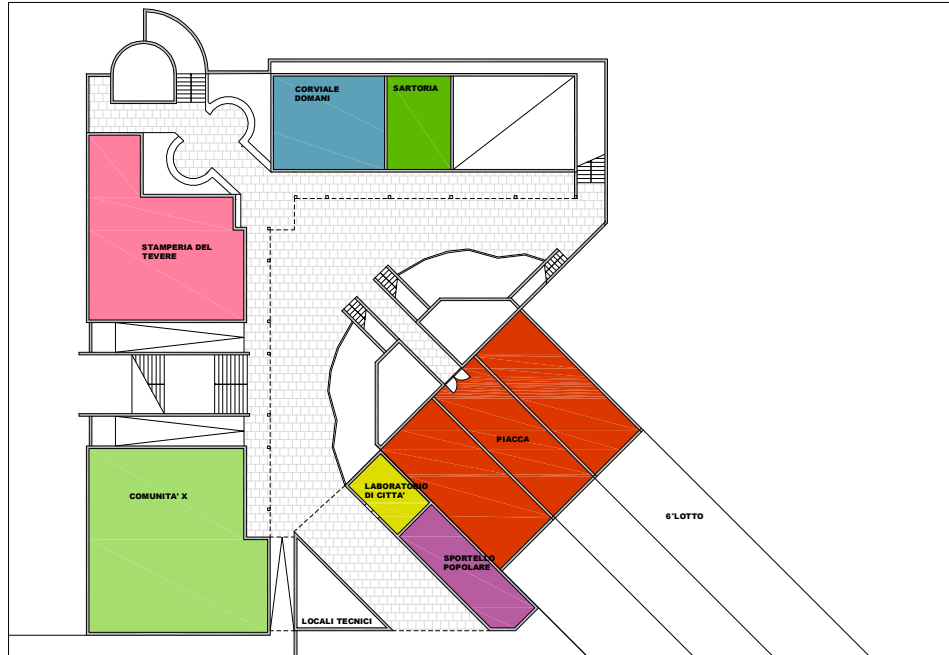 CORVIALE
DOMANI
SARTORIA
STAMPERIA DEL
TEVERE
PIACCA
LABORATORIO
DI CITTA'
COMUNITA' X
6°LOTTO
SPORTELLO
POPOLARE
LOCALI TECNICI